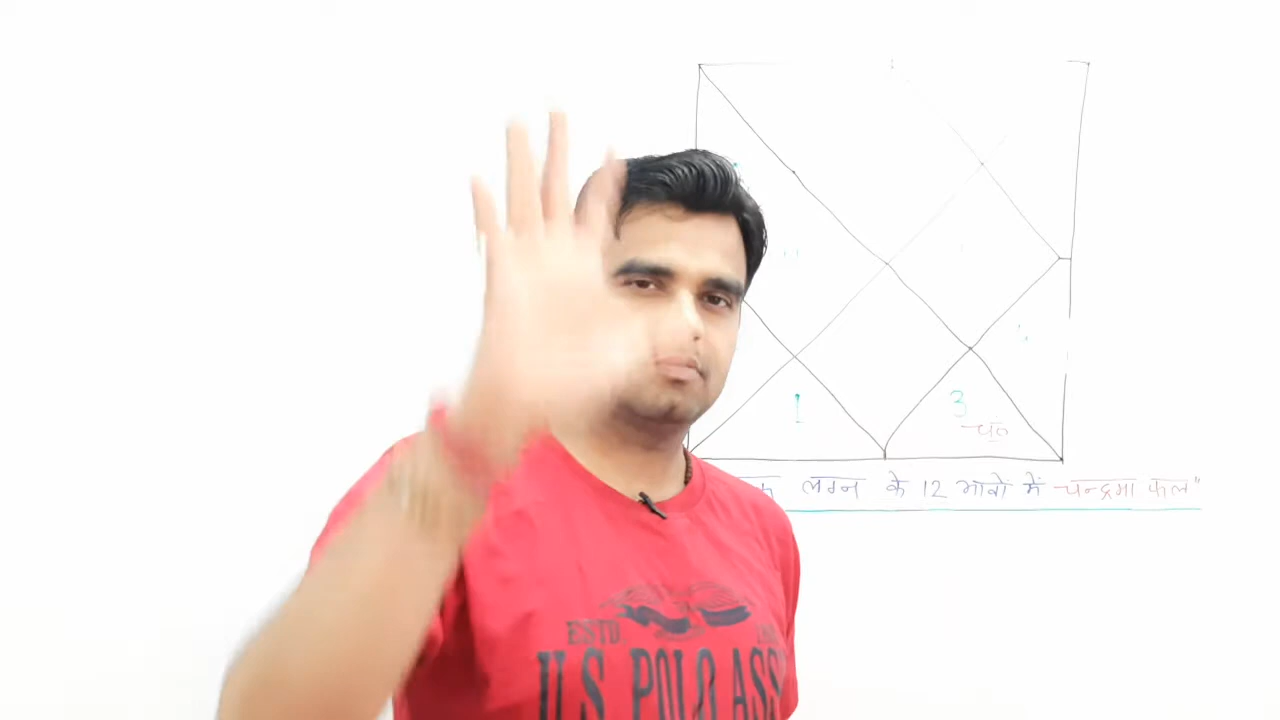 1
3
चं०
लग्न के 12 भावों में चन्द्रमा फल"
ESTD
U.S. POLO ASS